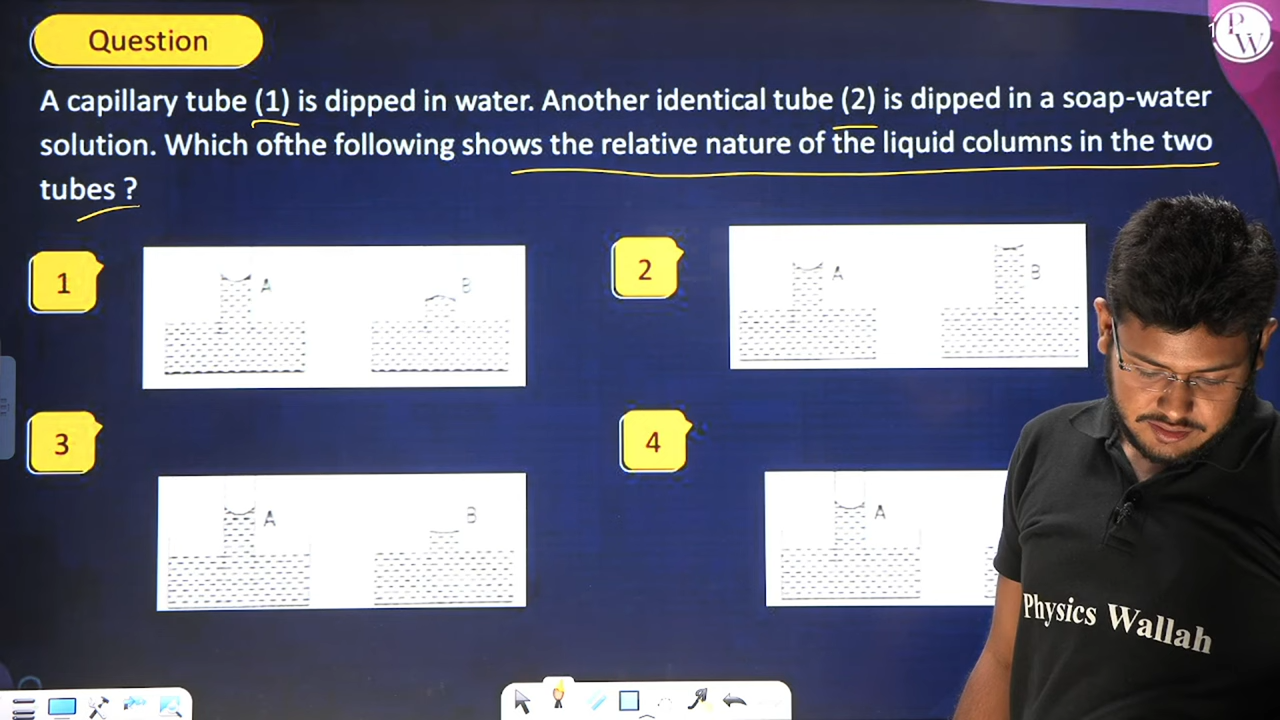 Question
A capillary tube (1) is dipped in water. Another identical tube (2) is dipped in a soap-water
solution. Which ofthe following shows the relative nature of the liquid columns in the two
tubes ?
1
A
B
2
A
B
3
A
B
4
A
PW
Physics Wallah